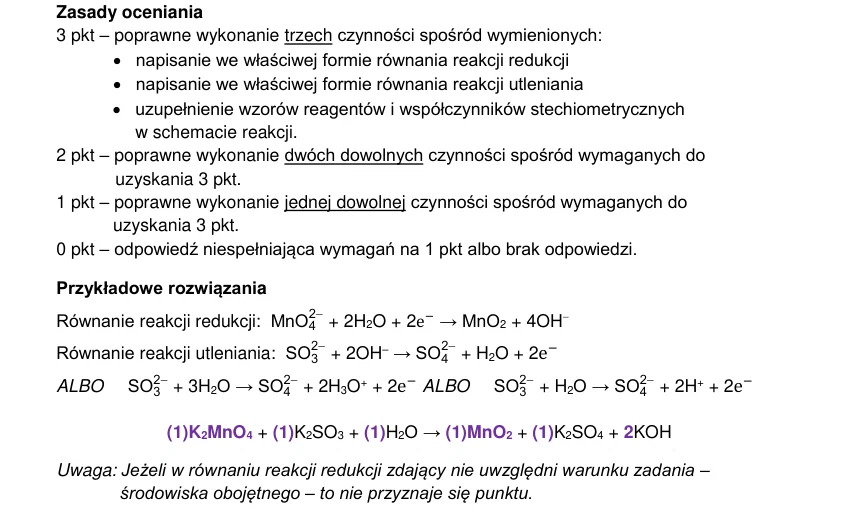 Zasady oceniania
3 pkt – poprawne wykonanie trzech czynności spośród wymienionych:
• napisanie we właściwej formie równania reakcji redukcji
• napisanie we właściwej formie równania reakcji utleniania
• uzupełnienie wzorów reagentów i współczynników stechiometrycznych
w schemacie reakcji.
2 pkt – poprawne wykonanie dwóch dowolnych czynności spośród wymaganych do
uzyskania 3 pkt.
1 pkt – poprawne wykonanie jednej dowolnej czynności spośród wymaganych do
uzyskania 3 pkt.
0 pkt – odpowiedź niespełniająca wymagań na 1 pkt albo brak odpowiedzi.
Przykładowe rozwiązania
Równanie reakcji redukcji: MnO₄²⁻ + 2H₂O + 2e⁻ → MnO₂ + 4OH⁻
Równanie reakcji utleniania: SO₃²⁻ + 2OH⁻ → SO₄²⁻ + H₂O + 2e⁻
ALBO SO₃²⁻ + 3H₂O → SO₄²⁻ + 2H₃O⁺ + 2e⁻ ALBO SO₃²⁻ + H₂O → SO₄²⁻ + 2H⁺ + 2e⁻
(1)K₂MnO₄ + (1)K₂SO₃ + (1)H₂O → (1)MnO₂ + (1)K₂SO₄ + 2KOH
Uwaga: Jeżeli w równaniu reakcji redukcji zdający nie uwzględni warunku zadania –
środowiska obojętnego – to nie przyznaje się punktu.